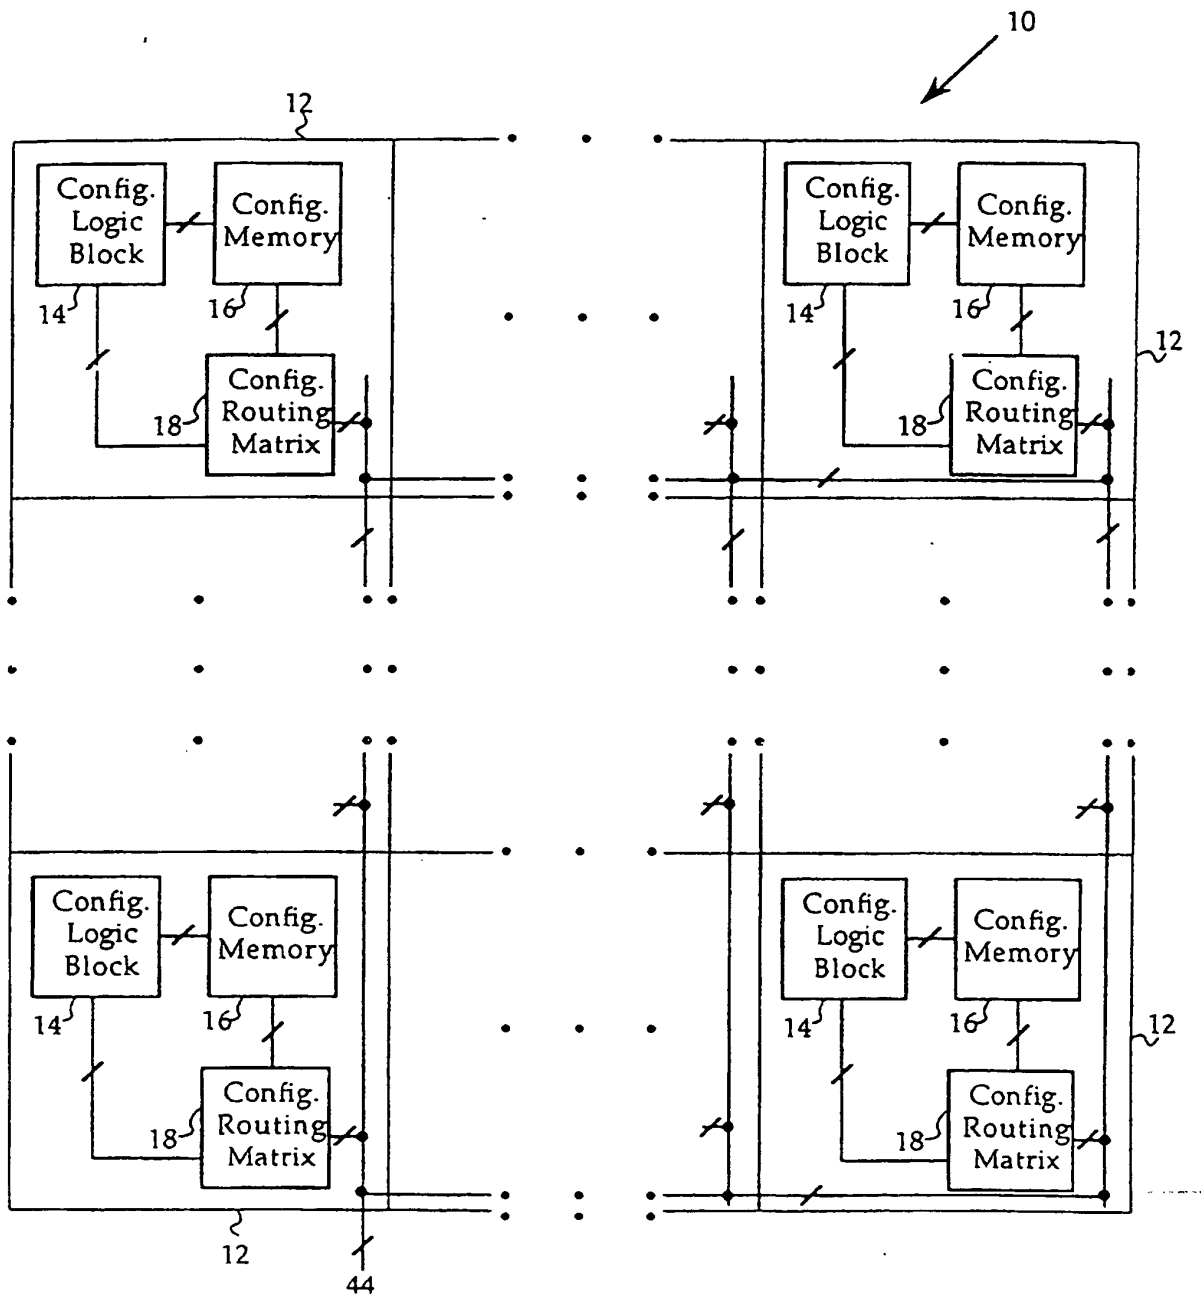 10
12
Config.
Logic
Block
Config.
Memory
14
16
Config.
Routing
Matrix
18
Config.
Logic
Block
Config.
Memory
14
16
12
Config.
Routing
Matrix
18
Config.
Logic
Block
Config.
Memory
14
16
Config.
Routing
Matrix
18
12
44
Config.
Logic
Block
Config.
Memory
14
16
12
Config.
Routing
Matrix
18